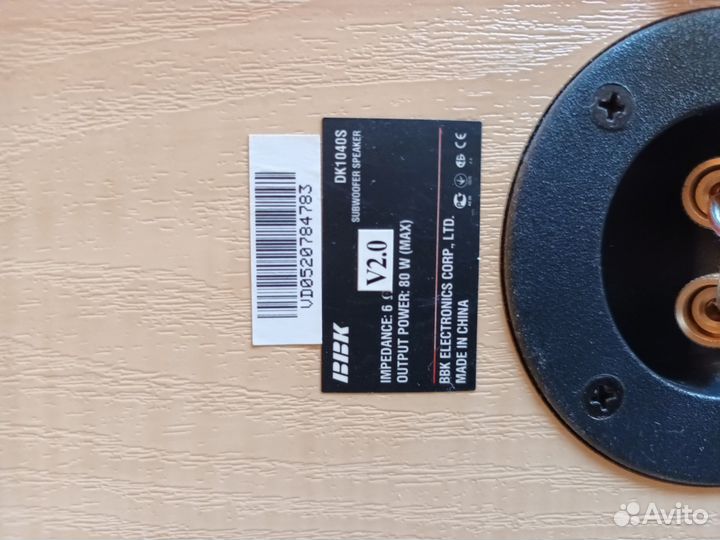 BBK
DK1040S
SUBWOOFER SPEAKER
IMPEDANCE: 6
V2.0
OUTPUT POWER: 80 W (MAX)
BBK ELECTRONICS CORP., LTD.
MADE IN CHINA
VD0520784783
Avito